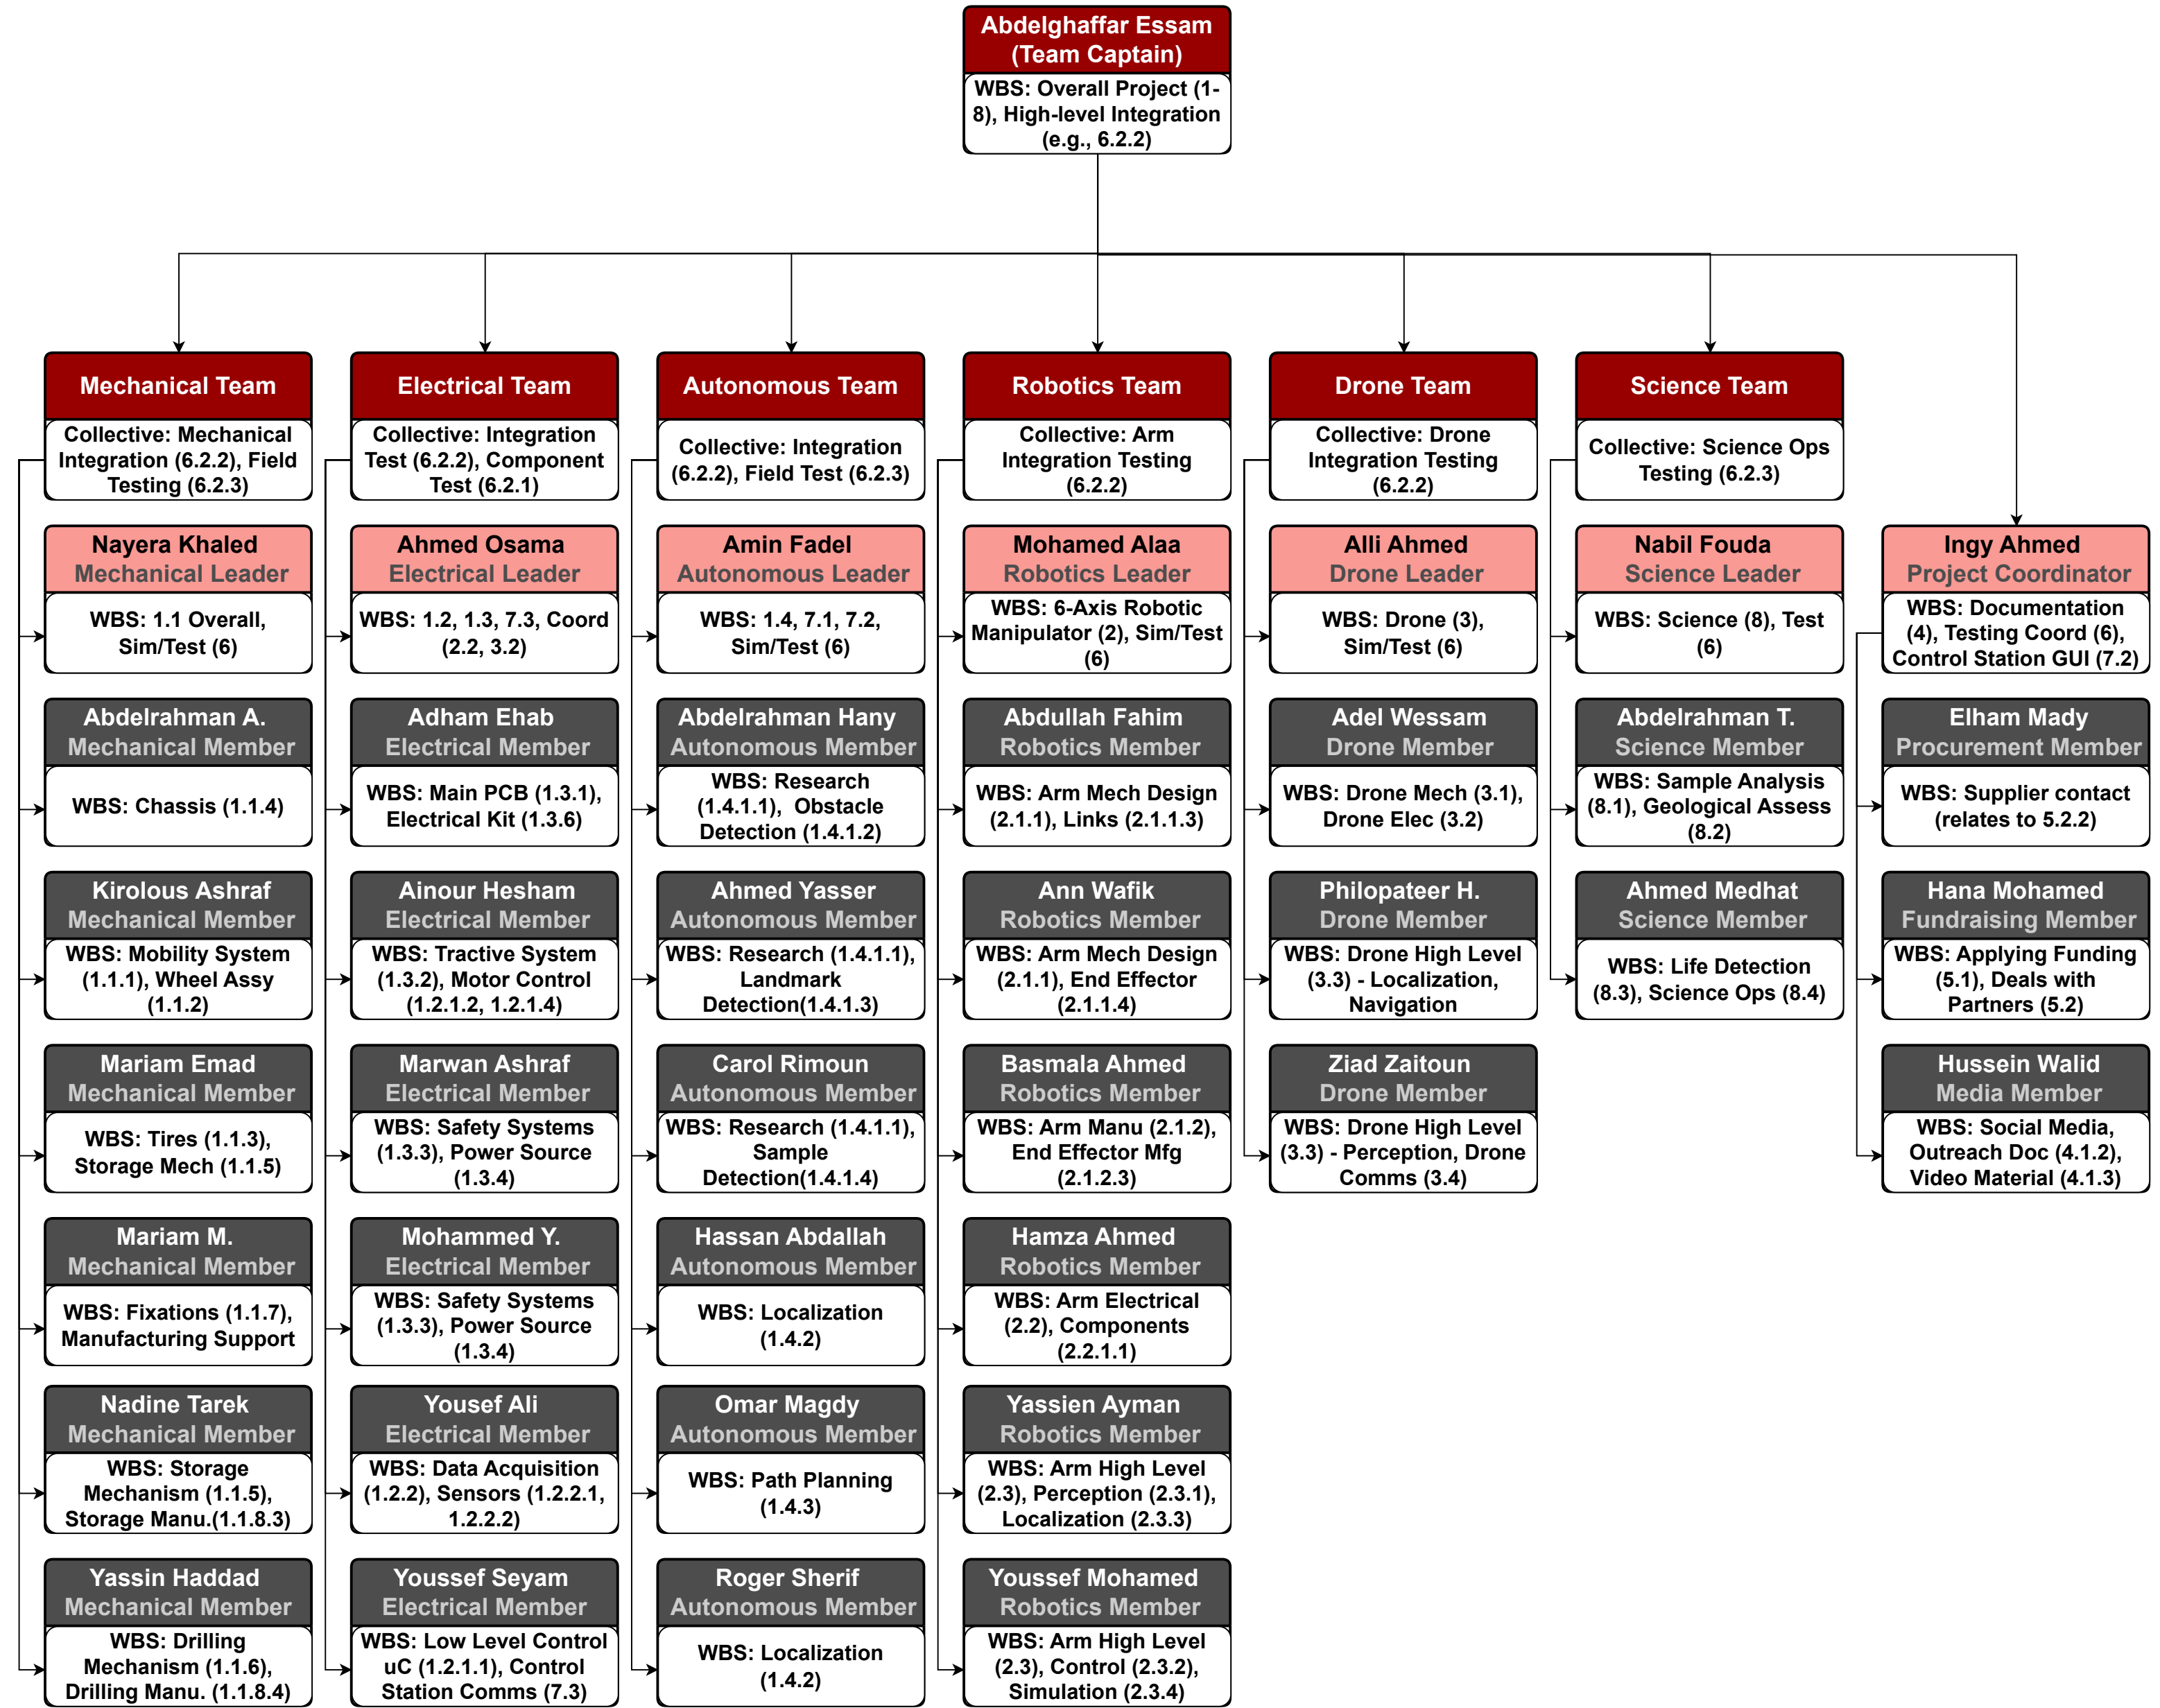 Abdelghaffar Essam
(Team Captain)
WBS: Overall Project (1-
8), High-level Integration
(e.g., 6.2.2)
Mechanical Team
Collective: Mechanical
Integration (6.2.2), Field
Testing (6.2.3)
Nayera Khaled
Mechanical Leader
WBS: 1.1 Overall,
Sim/Test (6)
Abdelrahman A.
Mechanical Member
WBS: Chassis (1.1.4)
Kirolous Ashraf
Mechanical Member
WBS: Mobility System
(1.1.1), Wheel Assy
(1.1.2)
Mariam Emad
Mechanical Member
WBS: Tires (1.1.3),
Storage Mech (1.1.5)
Mariam M.
Mechanical Member
WBS: Fixations (1.1.7),
Manufacturing Support
Nadine Tarek
Mechanical Member
WBS: Storage
Mechanism (1.1.5),
Storage Manu.(1.1.8.3)
Yassin Haddad
Mechanical Member
WBS: Drilling
Mechanism (1.1.6),
Drilling Manu. (1.1.8.4)
Electrical Team
Collective: Integration
Test (6.2.2), Component
Test (6.2.1)
Ahmed Osama
Electrical Leader
WBS: 1.2, 1.3, 7.3, Coord
(2.2, 3.2)
Adham Ehab
Electrical Member
WBS: Main PCB (1.3.1),
Electrical Kit (1.3.6)
Ainour Hesham
Electrical Member
WBS: Tractive System
(1.3.2), Motor Control
(1.2.1.2, 1.2.1.4)
Marwan Ashraf
Electrical Member
WBS: Safety Systems
(1.3.3), Power Source
(1.3.4)
Mohammed Y.
Electrical Member
WBS: Safety Systems
(1.3.3), Power Source
(1.3.4)
Yousef Ali
Electrical Member
WBS: Data Acquisition
(1.2.2), Sensors (1.2.2.1,
1.2.2.2)
Youssef Seyam
Electrical Member
WBS: Low Level Control
uC (1.2.1.1), Control
Station Comms (7.3)
Autonomous Team
Collective: Integration
(6.2.2), Field Test (6.2.3)
Amin Fadel
Autonomous Leader
WBS: 1.4, 7.1, 7.2,
Sim/Test (6)
Abdelrahman Hany
Autonomous Member
WBS: Research
(1.4.1.1), Obstacle
Detection (1.4.1.2)
Ahmed Yasser
Autonomous Member
WBS: Research (1.4.1.1),
Landmark
Detection(1.4.1.3)
Carol Rimoun
Autonomous Member
WBS: Research (1.4.1.1),
Sample
Detection(1.4.1.4)
Hassan Abdallah
Autonomous Member
WBS: Localization
(1.4.2)
Omar Magdy
Autonomous Member
WBS: Path Planning
(1.4.3)
Roger Sherif
Autonomous Member
WBS: Localization
(1.4.2)
Robotics Team
Collective: Arm
Integration Testing
(6.2.2)
Mohamed Alaa
Robotics Leader
WBS: 6-Axis Robotic
Manipulator (2), Sim/Test
(6)
Abdullah Fahim
Robotics Member
WBS: Arm Mech Design
(2.1.1), Links (2.1.1.3)
Ann Wafik
Robotics Member
WBS: Arm Mech Design
(2.1.1), End Effector
(2.1.1.4)
Basmala Ahmed
Robotics Member
WBS: Arm Manu (2.1.2),
End Effector Mfg
(2.1.2.3)
Hamza Ahmed
Robotics Member
WBS: Arm Electrical
(2.2), Components
(2.2.1.1)
Yassien Ayman
Robotics Member
WBS: Arm High Level
(2.3), Perception (2.3.1),
Localization (2.3.3)
Youssef Mohamed
Robotics Member
WBS: Arm High Level
(2.3), Control (2.3.2),
Simulation (2.3.4)
Drone Team
Collective: Drone
Integration Testing
(6.2.2)
Alli Ahmed
Drone Leader
WBS: Drone (3),
Sim/Test (6)
Adel Wessam
Drone Member
WBS: Drone Mech (3.1),
Drone Elec (3.2)
Philopateer H.
Drone Member
WBS: Drone High Level
(3.3) - Localization,
Navigation
Ziad Zaitoun
Drone Member
WBS: Drone High Level
(3.3) - Perception, Drone
Comms (3.4)
Science Team
Collective: Science Ops
Testing (6.2.3)
Nabil Fouda
Science Leader
WBS: Science (8), Test
(6)
Abdelrahman T.
Science Member
WBS: Sample Analysis
(8.1), Geological Assess
(8.2)
Ahmed Medhat
Science Member
WBS: Life Detection
(8.3), Science Ops (8.4)
Ingy Ahmed
Project Coordinator
WBS: Documentation
(4), Testing Coord (6),
Control Station GUI (7.2)
Elham Mady
Procurement Member
WBS: Supplier contact
(relates to 5.2.2)
Hana Mohamed
Fundraising Member
WBS: Applying Funding
(5.1), Deals with
Partners (5.2)
Hussein Walid
Media Member
WBS: Social Media,
Outreach Doc (4.1.2),
Video Material (4.1.3)